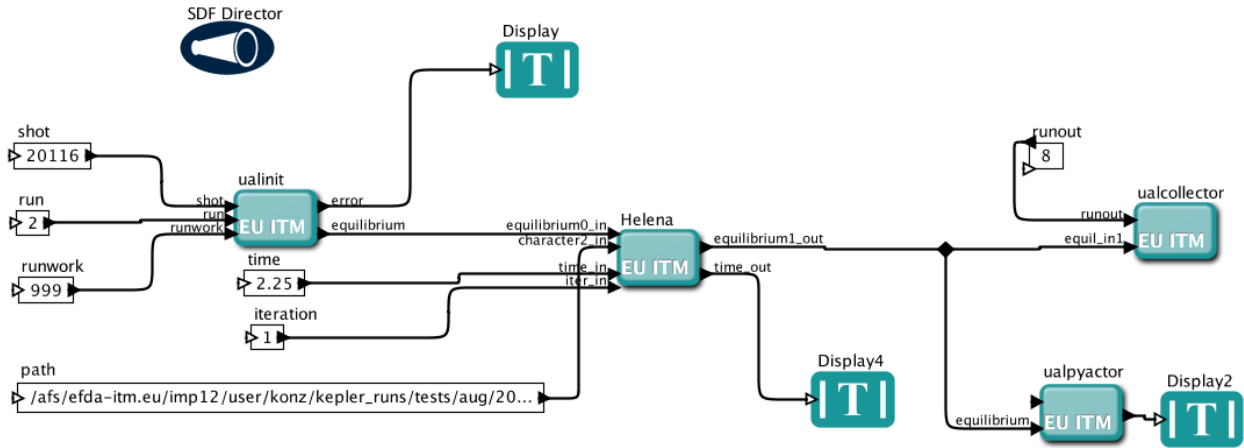 SDF Director
Display
T
shot
20116
runout
8
ualinit
ualcollector
run
2
shot
run
runwork
error
equilibrium
EU ITM
Helena
equilibrium0_in
character2_in
time_in
iter_in
equilibrium1_out
time_out
EU ITM
runout
equil_in1
EU ITM
runwork
999
time
2.25
iteration
1
path
/afs/efda-itm.eu/imp12/user/konz/kepler_runs/tests/aug/20...
Display4
T
ualpyactor
equilibrium
EU ITM
Display2
T